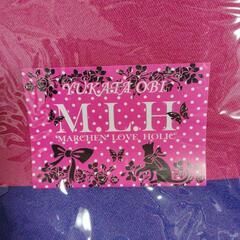 YUKATA OBI
M.L.H
"MARCHEN" LOVE HOLIC"